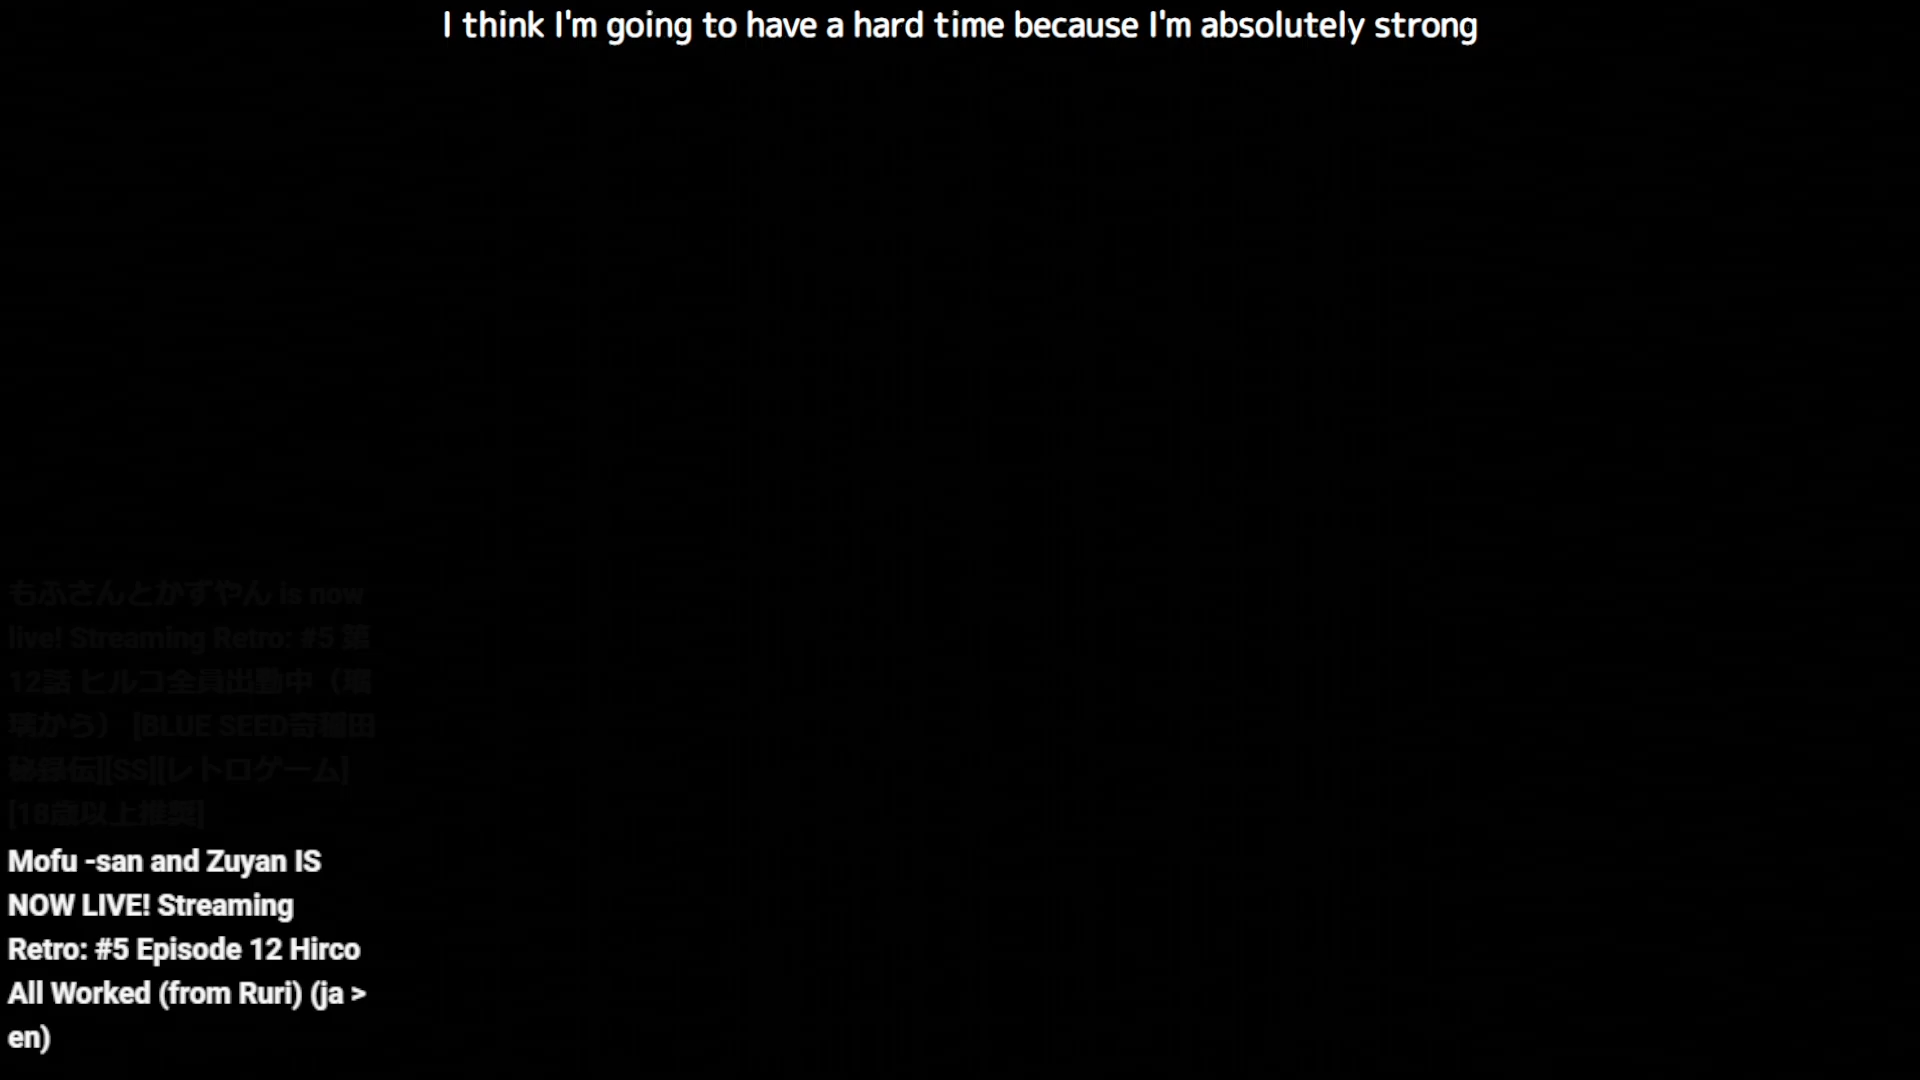 I think I'm going to have a hard time because I'm absolutely strong
もふさんとかずやん is now
live! Streaming Retro: #5 第
12話 ヒルコ全員出動中（瑠
璃から） [BLUE SEED奇稲田
秘録伝][SS][レトロゲーム]
[18歳以上推奨]
Mofu -san and Zuyan IS
NOW LIVE! Streaming
Retro: #5 Episode 12 Hirco
All Worked (from Ruri) (ja >
en)